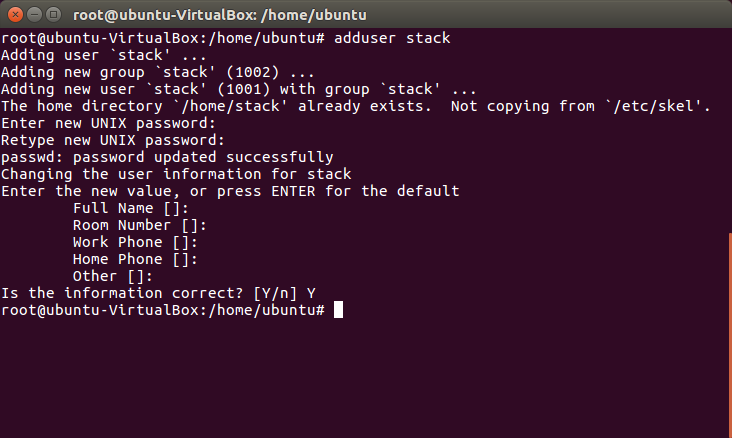 root@ubuntu-VirtualBox: /home/ubuntu
root@ubuntu-VirtualBox:/home/ubuntu# adduser stack
Adding user `stack' ...
Adding new group `stack' (1002) ...
Adding new user `stack' (1001) with group `stack' ...
The home directory `/home/stack' already exists.  Not copying from `/etc/skel'.
Enter new UNIX password:
Retype new UNIX password:
passwd: password updated successfully
Changing the user information for stack
Enter the new value, or press ENTER for the default
        Full Name []:
        Room Number []:
        Work Phone []:
        Home Phone []:
        Other []:
Is the information correct? [Y/n] Y
root@ubuntu-VirtualBox:/home/ubuntu#